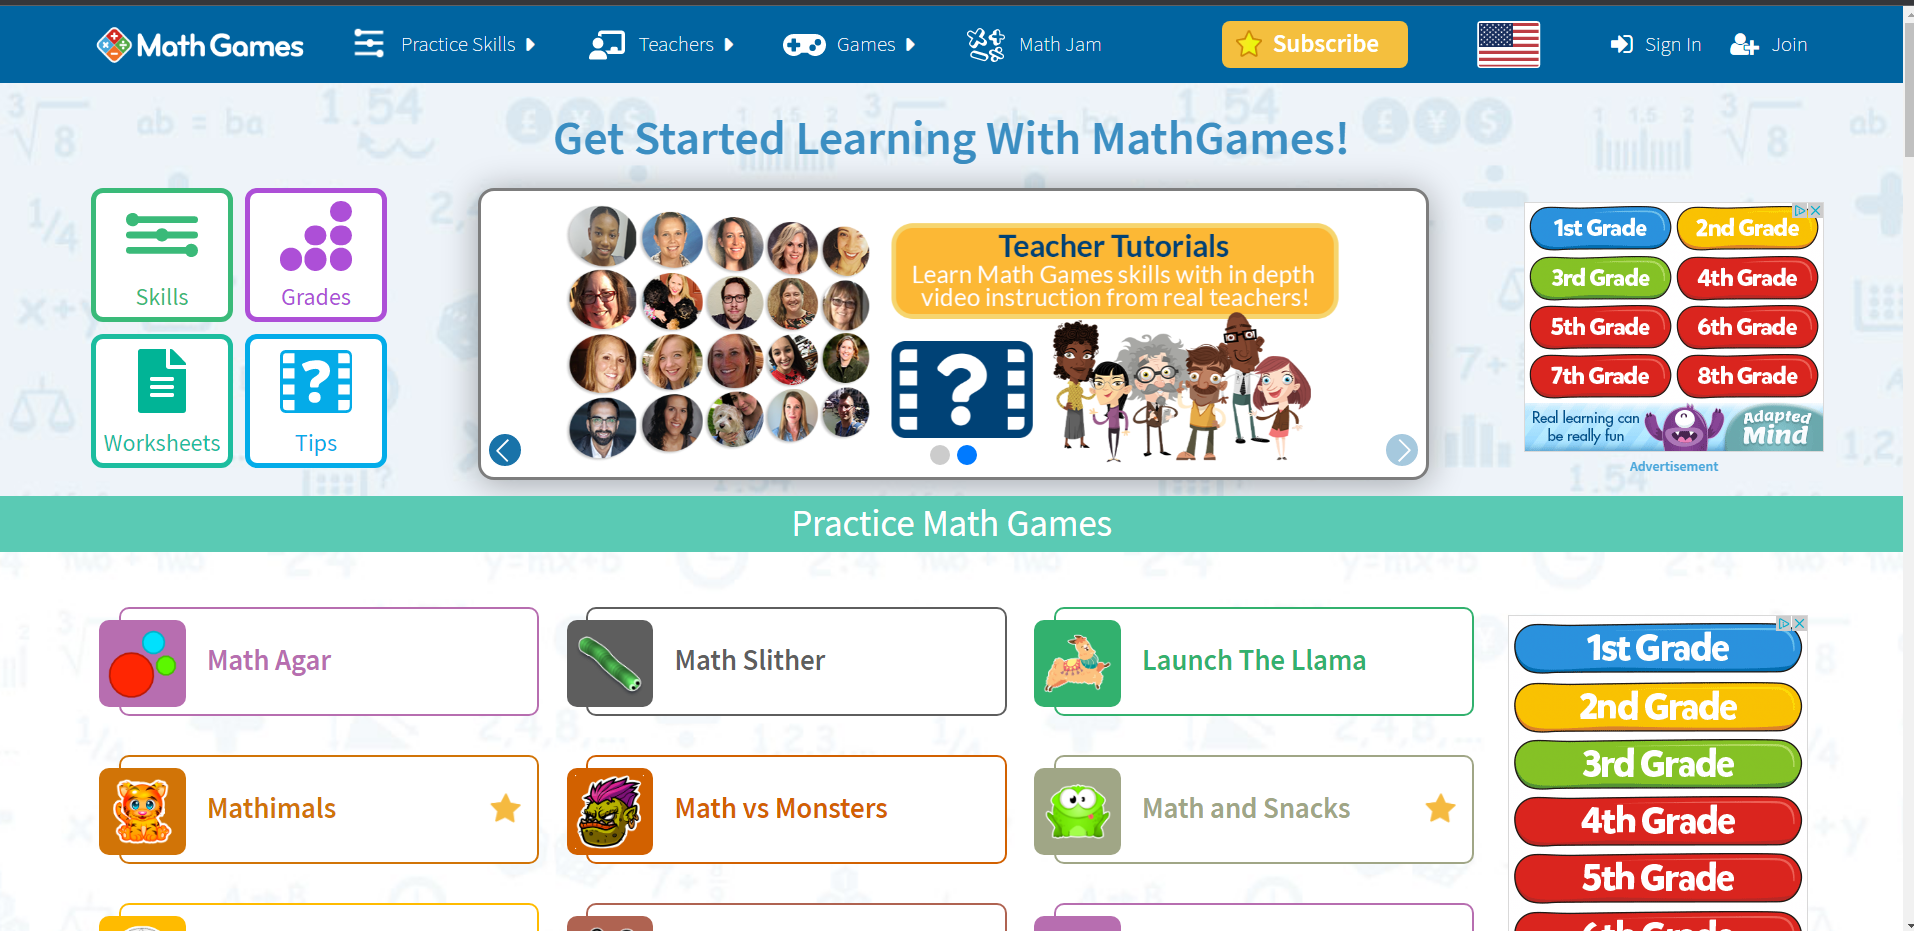 Math Games
Practice Skills
Teachers
Games
Math Jam
Subscribe
Sign In
Join
Get Started Learning With MathGames!
Skills
Grades
Worksheets
Tips
Teacher Tutorials
Learn Math Games skills with in depth
video instruction from real teachers!
?
?
1st Grade
2nd Grade
3rd Grade
4th Grade
5th Grade
6th Grade
7th Grade
8th Grade
Real learning can
be really fun
Adapted
Mind
Advertisement
Practice Math Games
Math Agar
Math Slither
Launch The Llama
Mathimals
Math vs Monsters
Math and Snacks
1st Grade
2nd Grade
3rd Grade
4th Grade
5th Grade
6th Grade